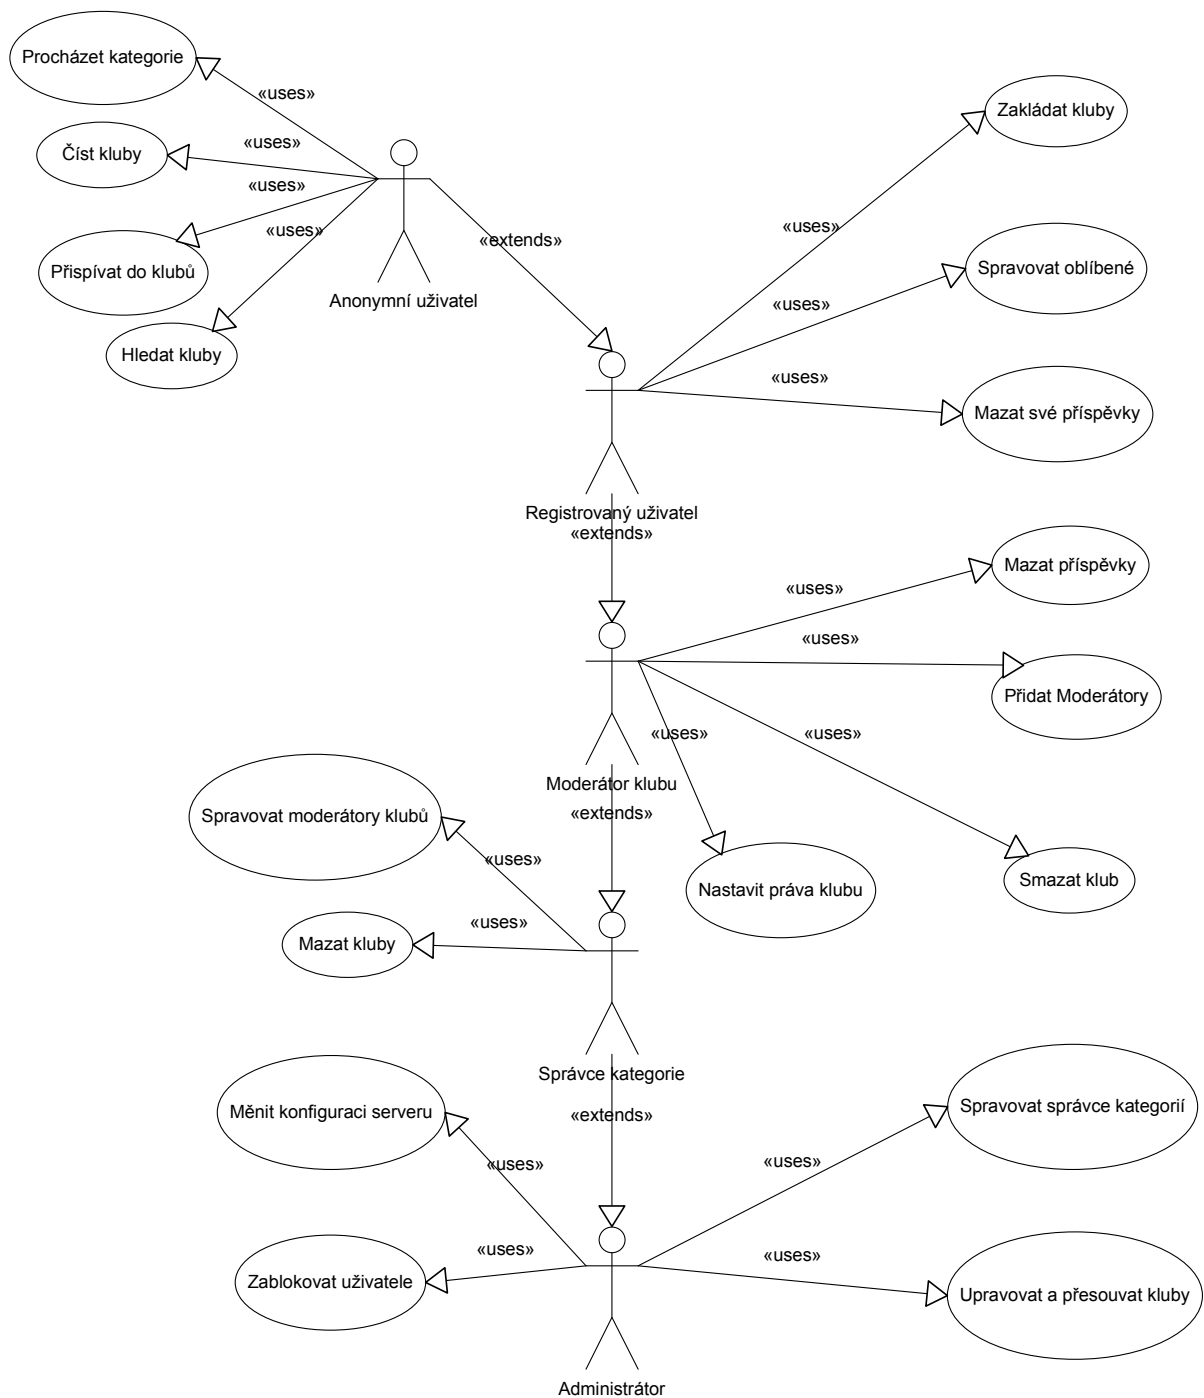 Procházet kategorie
«uses»
Zakládat kluby
Číst kluby
«uses»
«uses»
«uses»
«uses»
«extends»
Přispívat do klubů
Spravovat oblíbené
Anonymní uživatel
«uses»
Hledat kluby
«uses»
Mazat své příspěvky
Registrovaný uživatel
«extends»
Mazat příspěvky
«uses»
«uses»
Přidat Moderátory
«uses»
«uses»
Moderátor klubu
«extends»
Spravovat moderátory klubů
«uses»
Nastavit práva klubu
Smazat klub
«uses»
Mazat kluby
Správce kategorie
«extends»
Měnit konfiguraci serveru
Spravovat správce kategorií
«uses»
«uses»
«uses»
«uses»
Zablokovat uživatele
Upravovat a přesouvat kluby
Administrátor